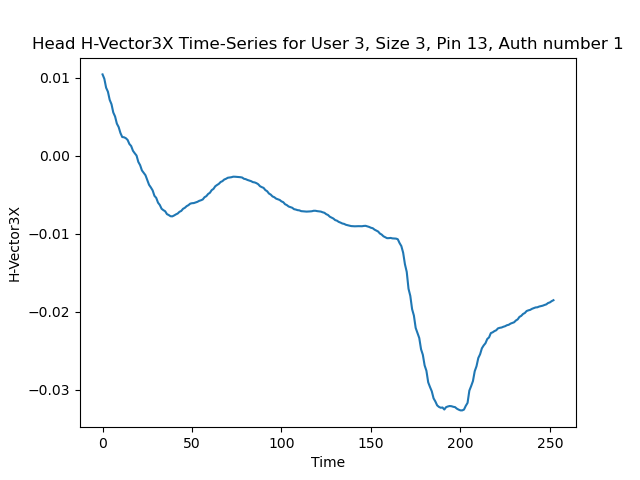 Head H-Vector3X Time-Series for User 3, Size 3, Pin 13, Auth number 1
0.01
0.00
−0.01
−0.02
−0.03
H-Vector3X
0 50 100 150 200 250
Time